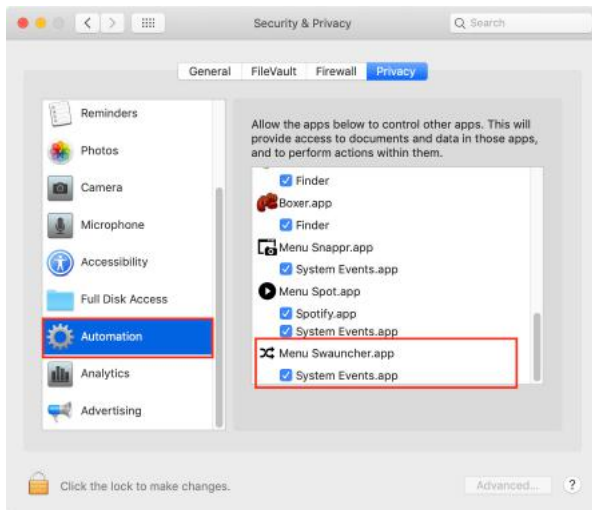 Security & Privacy
Search
General
FileVault
Firewall
Privacy
Reminders
Photos
Camera
Microphone
Accessibility
Full Disk Access
Automation
Analytics
Advertising
Allow the apps below to control other apps. This will
provide access to documents and data in those apps,
and to perform actions within them.
Finder
Boxer.app
Finder
Menu Snappr.app
System Events.app
Menu Spot.app
Spotify.app
System Events.app
Menu Swauncher.app
System Events.app
Click the lock to make changes.
Advanced...
?